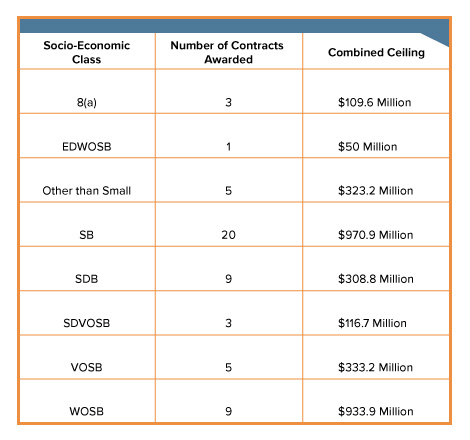 Socio-Economic Class Number of Contracts Awarded Combined Ceiling
8(a) 3 $109.6 Million
EDWOSB 1 $50 Million
Other than Small 5 $323.2 Million
SB 20 $970.9 Million
SDB 9 $308.8 Million
SDVOSB 3 $116.7 Million
VOSB 5 $333.2 Million
WOSB 9 $933.9 Million